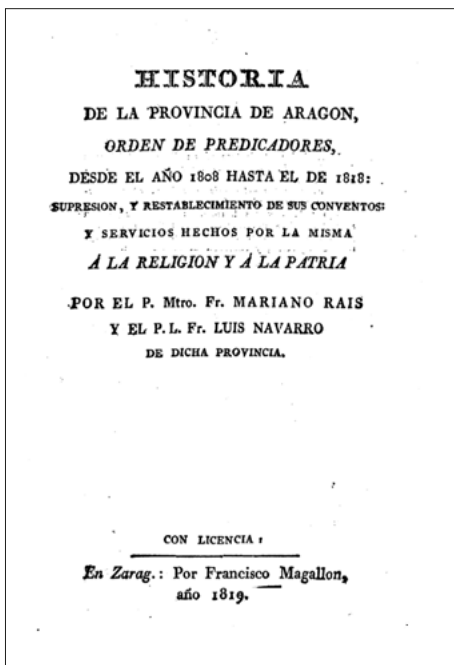 HISTORIA
DE LA PROVINCIA DE ARAGON,
ORDEN DE PREDICADORES,
DESDE EL AÑO 1808 HASTA EL DE 1818:
SUPRESION, Y RESTABLECIMIENTO DE SUS CONVENTOS:
Y SERVICIOS HECHOS POR LA MISMA
Á LA RELIGION Y Á LA PATRIA
POR EL P. Mtro. Fr. MARIANO RAIS
Y EL P. L. Fr. LUIS NAVARRO
DE DICHA PROVINCIA.
CON LICENCIA:
En Zarag.: Por Francisco Magallon,
año 1819.